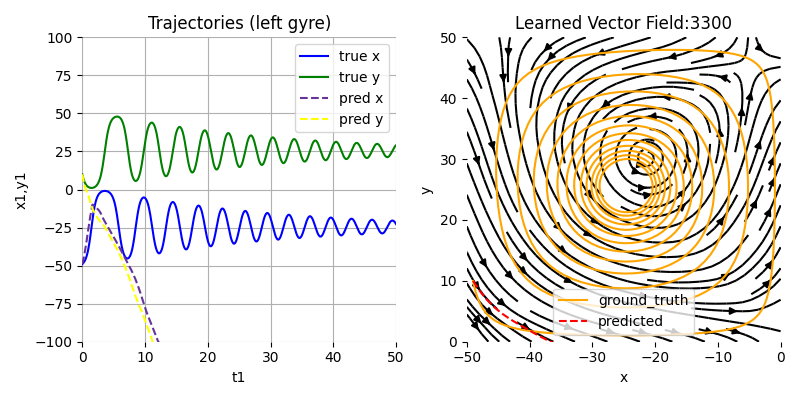 Trajectories (left gyre)
100
75
50
25
0
−25
−50
−75
−100
x1,y1
0
10
20
30
40
50
t1
true x
true y
pred x
pred y
Learned Vector Field:3300
50
40
30
20
10
0
y
−50
−40
−30
−20
−10
0
x
ground_truth
predicted